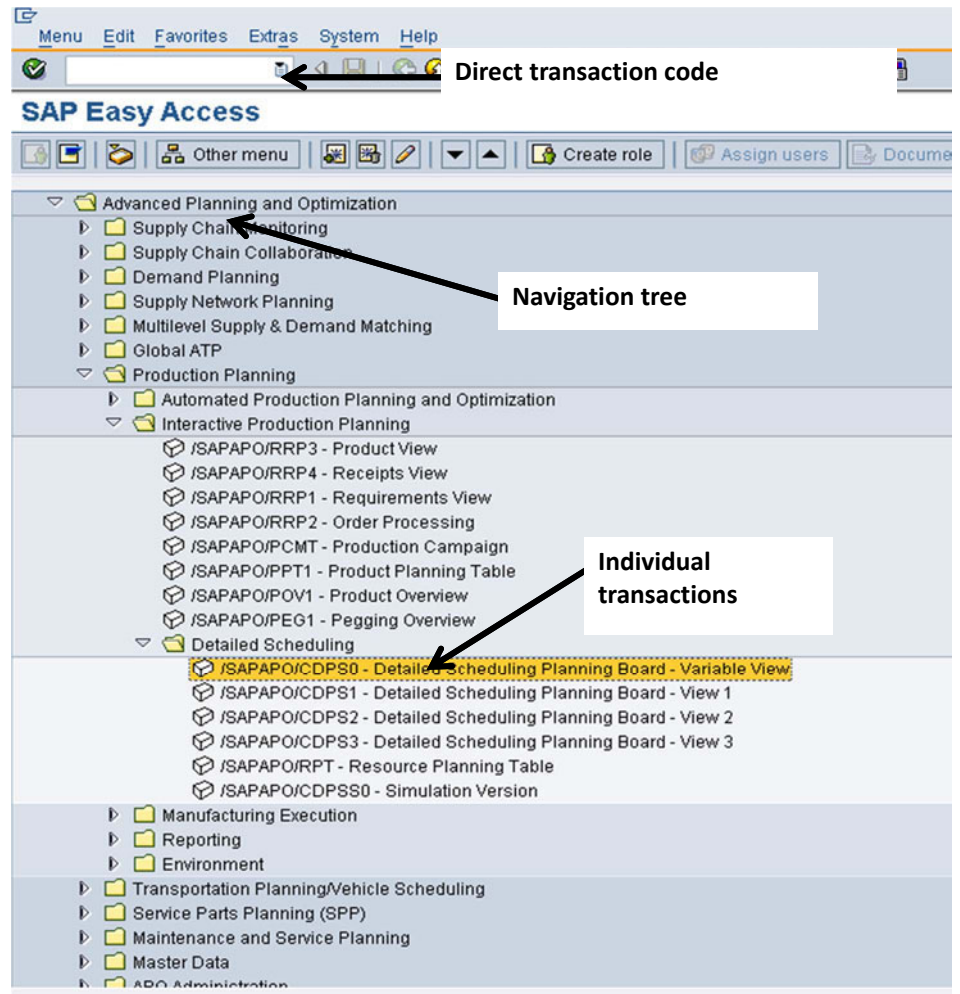 Menu Edit Favorites Extras System Help
Direct transaction code
SAP Easy Access
Other menu Create role Assign users
Advanced Planning and Optimization
Supply Chain Monitoring
Supply Chain Collaboration
Demand Planning
Navigation tree
Supply Network Planning
Multilevel Supply & Demand Matching
Global ATP
Production Planning
Automated Production Planning and Optimization
Interactive Production Planning
/SAPAPO/RRP3 - Product View
/SAPAPO/RRP4 - Receipts View
/SAPAPO/RRP1 - Requirements View
/SAPAPO/RRP2 - Order Processing
/SAPAPO/PCMT - Production Campaign
Individual
transactions
/SAPAPO/PPT1 - Product Planning Table
/SAPAPO/POV1 - Product Overview
/SAPAPO/PEG1 - Pegging Overview
Detailed Scheduling
/SAPAPO/CDPS0 - Detailed Scheduling Planning Board - Variable View
/SAPAPO/CDPS1 - Detailed Scheduling Planning Board - View 1
/SAPAPO/CDPS2 - Detailed Scheduling Planning Board - View 2
/SAPAPO/CDPS3 - Detailed Scheduling Planning Board - View 3
/SAPAPO/RPT - Resource Planning Table
/SAPAPO/CDPSS0 - Simulation Version
Manufacturing Execution
Reporting
Environment
Transportation Planning/Vehicle Scheduling
Service Parts Planning (SPP)
Maintenance and Service Planning
Master Data
APO Administration